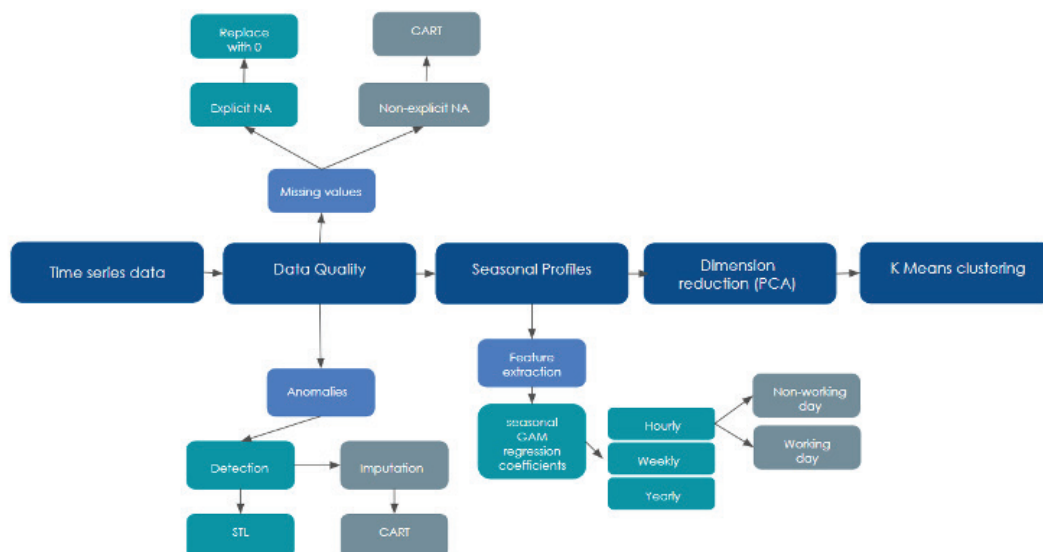 Replace
with 0
CART
Explicit NA
Non-explicit NA
Missing values
Time series data
Data Quality
Seasonal Profiles
Dimension
reduction (PCA)
K Means clustering
Feature
extraction
Anomalies
Non-working
day
seasonal
GAM
regression
coefficients
Hourly
Working
day
Weekly
Detection
Imputation
Yearly
STL
CART